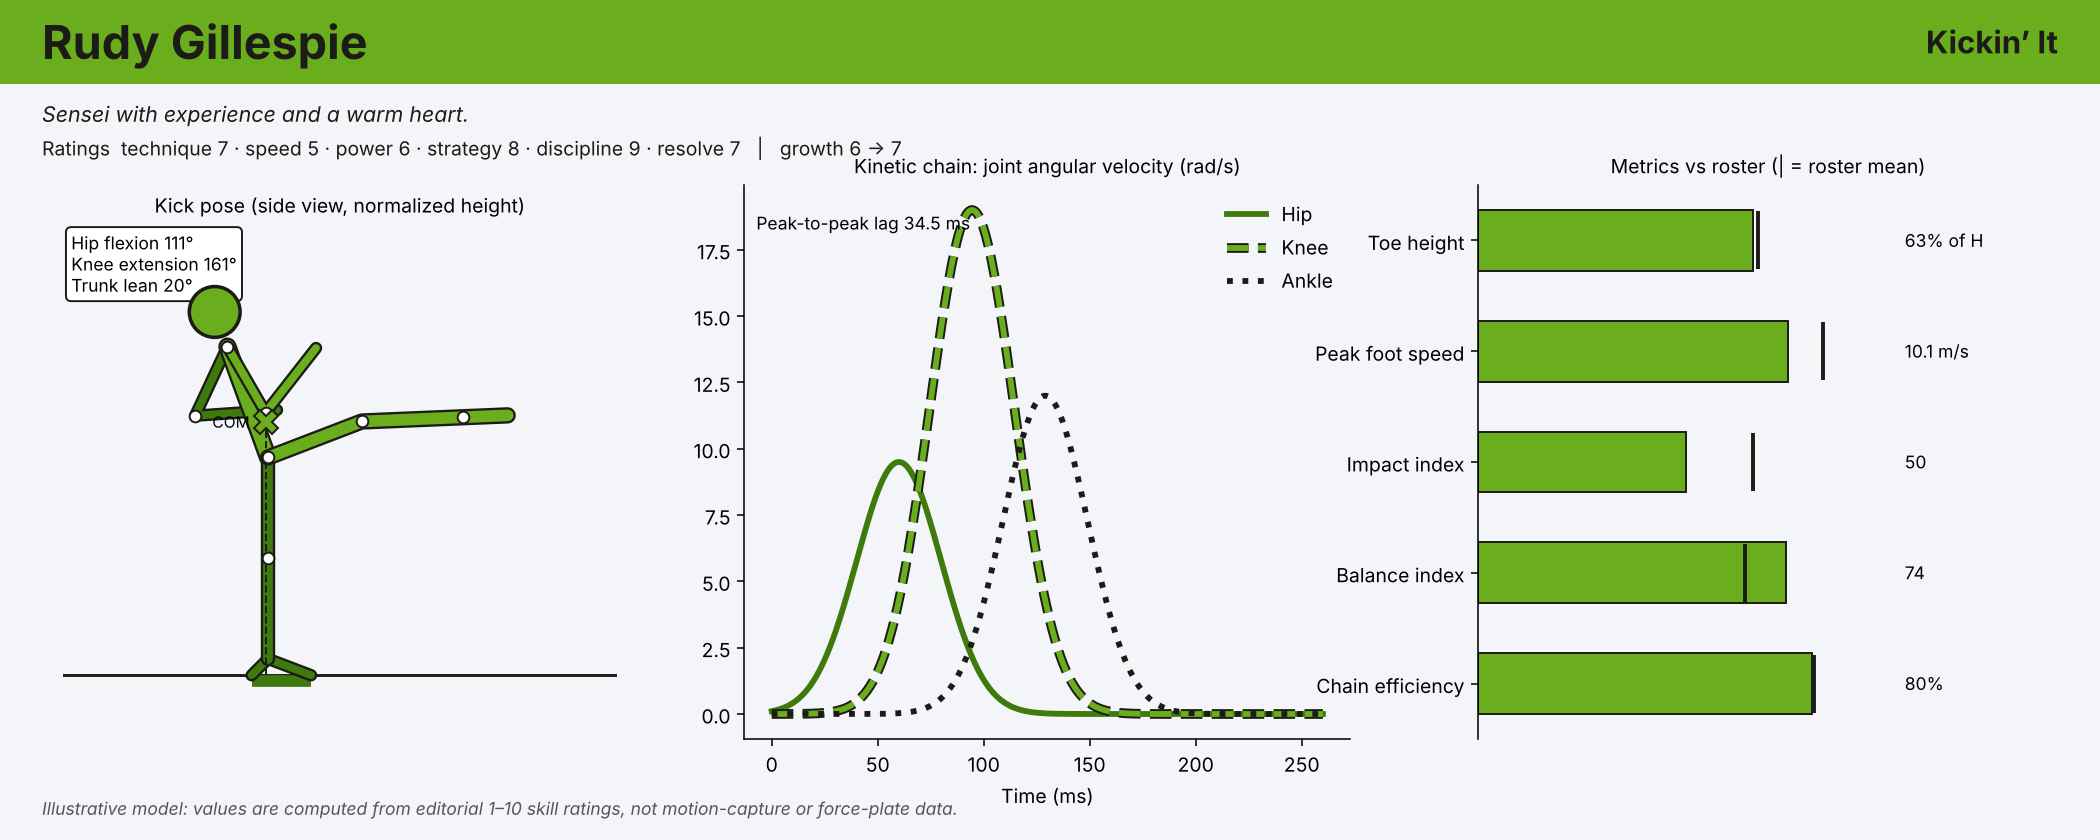 Rudy Gillespie
Kickin’ It
Sensei with experience and a warm heart.
Ratings  technique 7 · speed 5 · power 6 · strategy 8 · discipline 9 · resolve 7  |  growth 6 → 7
Kick pose (side view, normalized height)
Hip flexion 111°
Knee extension 161°
Trunk lean 20°
COM
Kinetic chain: joint angular velocity (rad/s)
Peak-to-peak lag 34.5 ms
Hip
Knee
Ankle
17.5
15.0
12.5
10.0
7.5
5.0
2.5
0.0
0 50 100 150 200 250
Time (ms)
Metrics vs roster (| = roster mean)
Toe height 63% of H
Peak foot speed 10.1 m/s
Impact index 50
Balance index 74
Chain efficiency 80%
Illustrative model: values are computed from editorial 1–10 skill ratings, not motion-capture or force-plate data.